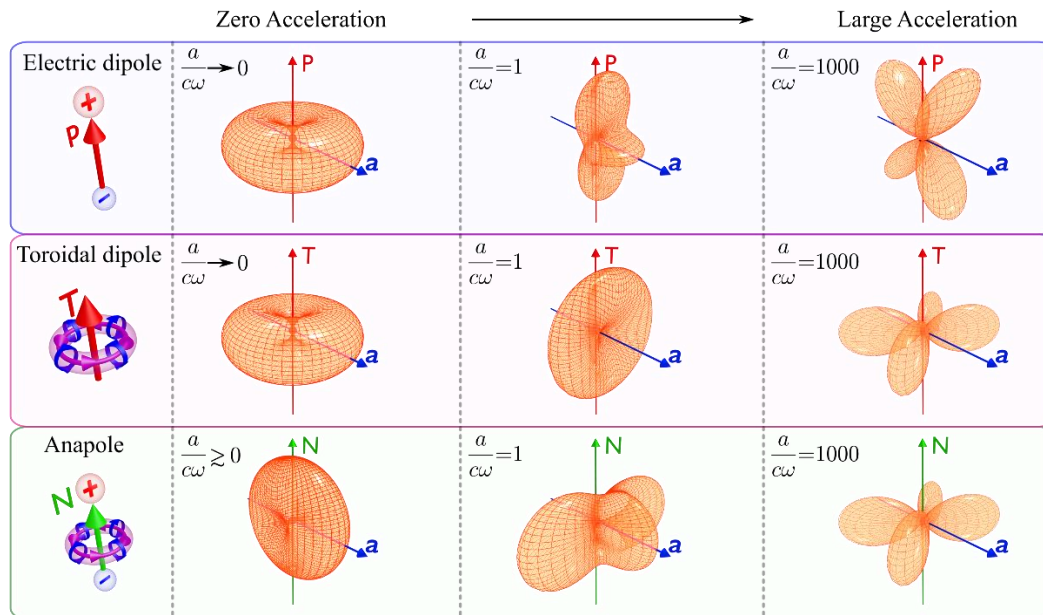 Zero Acceleration
Large Acceleration
Electric dipole
+
P
−
a/cω → 0
P
a
a/cω = 1
P
a
a/cω = 1000
P
a
Toroidal dipole
T
a/cω → 0
T
a
a/cω = 1
T
a
a/cω = 1000
T
a
Anapole
+
N
−
a/cω ≳ 0
N
a
a/cω = 1
N
a
a/cω = 1000
N
a